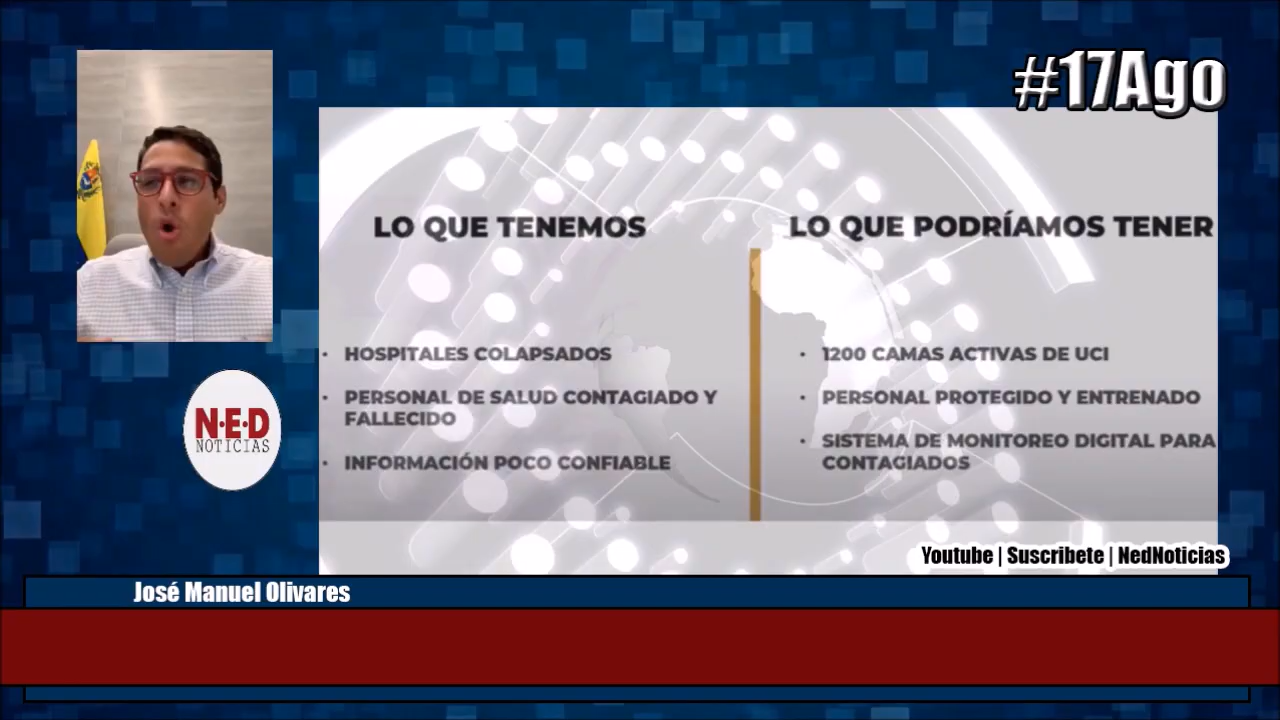 #17Ago
LO QUE TENEMOS
• HOSPITALES COLAPSADOS
• PERSONAL DE SALUD CONTAGIADO Y
FALLECIDO
• INFORMACIÓN POCO CONFIABLE
LO QUE PODRÍAMOS TENER
• 1200 CAMAS ACTIVAS DE UCI
• PERSONAL PROTEGIDO Y ENTRENADO
• SISTEMA DE MONITOREO DIGITAL PARA
CONTAGIADOS
N·E·D
NOTICIAS
Youtube | Suscribete | NedNoticias
José Manuel Olivares